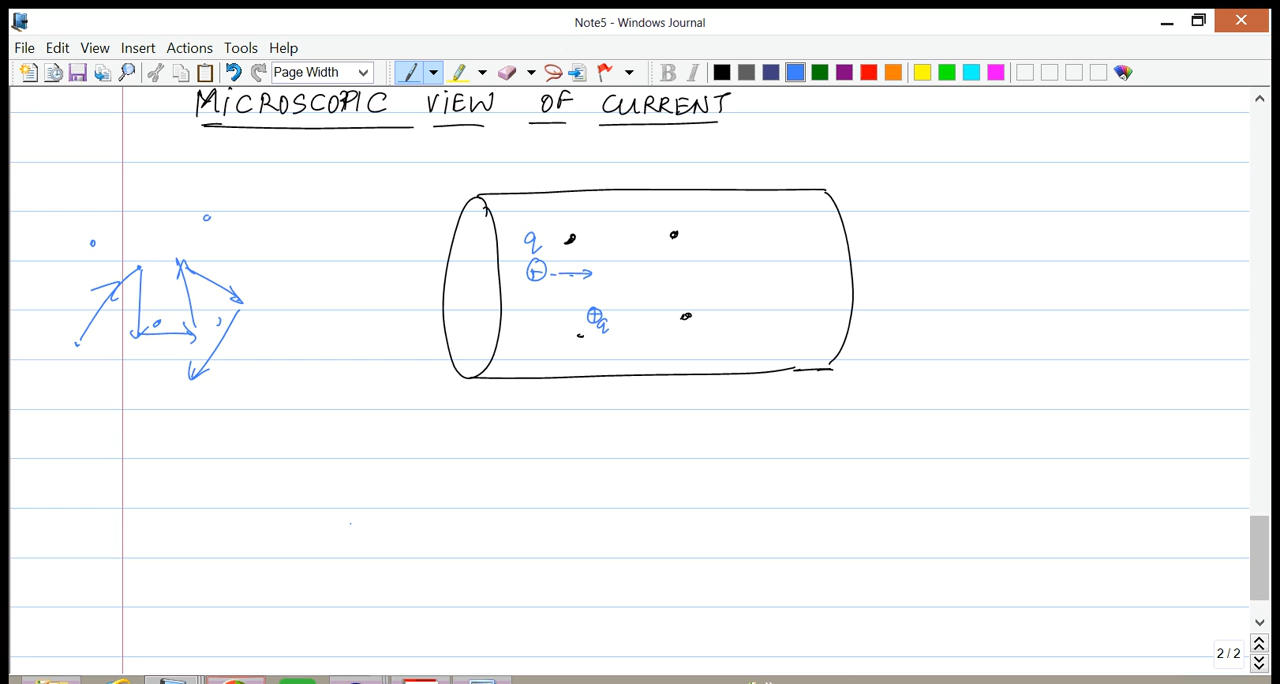 Note5 - Windows Journal
File Edit View Insert Actions Tools Help
Page Width B I
MICROSCOPIC VIEW OF CURRENT
q
q
2 / 2